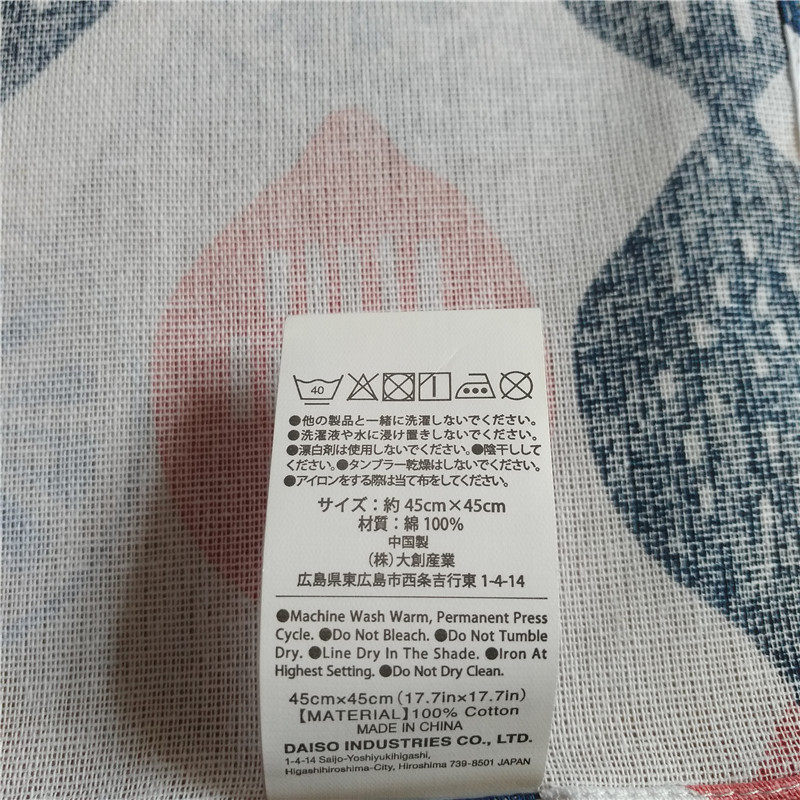 40
●他の製品と一緒に洗濯しないでください。
●洗濯液や水に浸け置きしないでください。
●漂白剤は使用しないでください。●陰干しして
ください。●タンブラー乾燥はしないでください。
●アイロンをする際は当て布をしてください。
サイズ：約 45cm×45cm
材質：綿 100%
中国製
(株)大創産業
広島県東広島市西条吉行東 1-4-14
●Machine Wash Warm, Permanent Press
Cycle. ●Do Not Bleach. ●Do Not Tumble
Dry. ●Line Dry In The Shade. ●Iron At
Highest Setting. ●Do Not Dry Clean.
45cm×45cm(17.7in×17.7in)
【MATERIAL】100% Cotton
MADE IN CHINA
DAISO INDUSTRIES CO., LTD.
1-4-14 Saijo-Yoshiyukihigashi,
Higashihiroshima-City, Hiroshima 739-8501 JAPAN